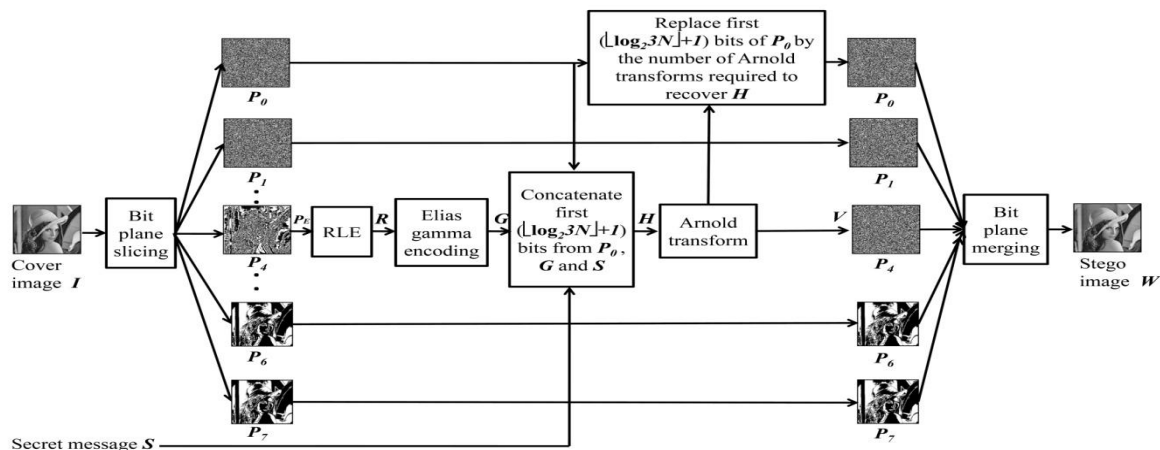 Replace first
(⌊log₂3N⌋+1) bits of P₀ by
the number of Arnold
transforms required to
recover H
P₀
P₀
P₁
P₁
Cover
image I
Bit
plane
slicing
P₄
P_E
RLE
R
Elias
gamma
encoding
G
Concatenate
first
(⌊log₂3N⌋+1)
bits from P₀,
G and S
H
Arnold
transform
V
P₄
Bit
plane
merging
Stego
image W
P₆
P₆
P₇
P₇
Secret message S